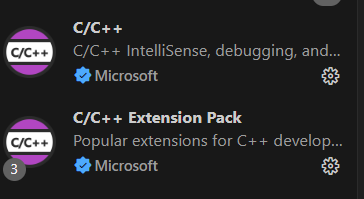 C/C++
C/C++
C/C++ IntelliSense, debugging, and...
Microsoft
C/C++
C/C++ Extension Pack
Popular extensions for C++ develop...
3
Microsoft